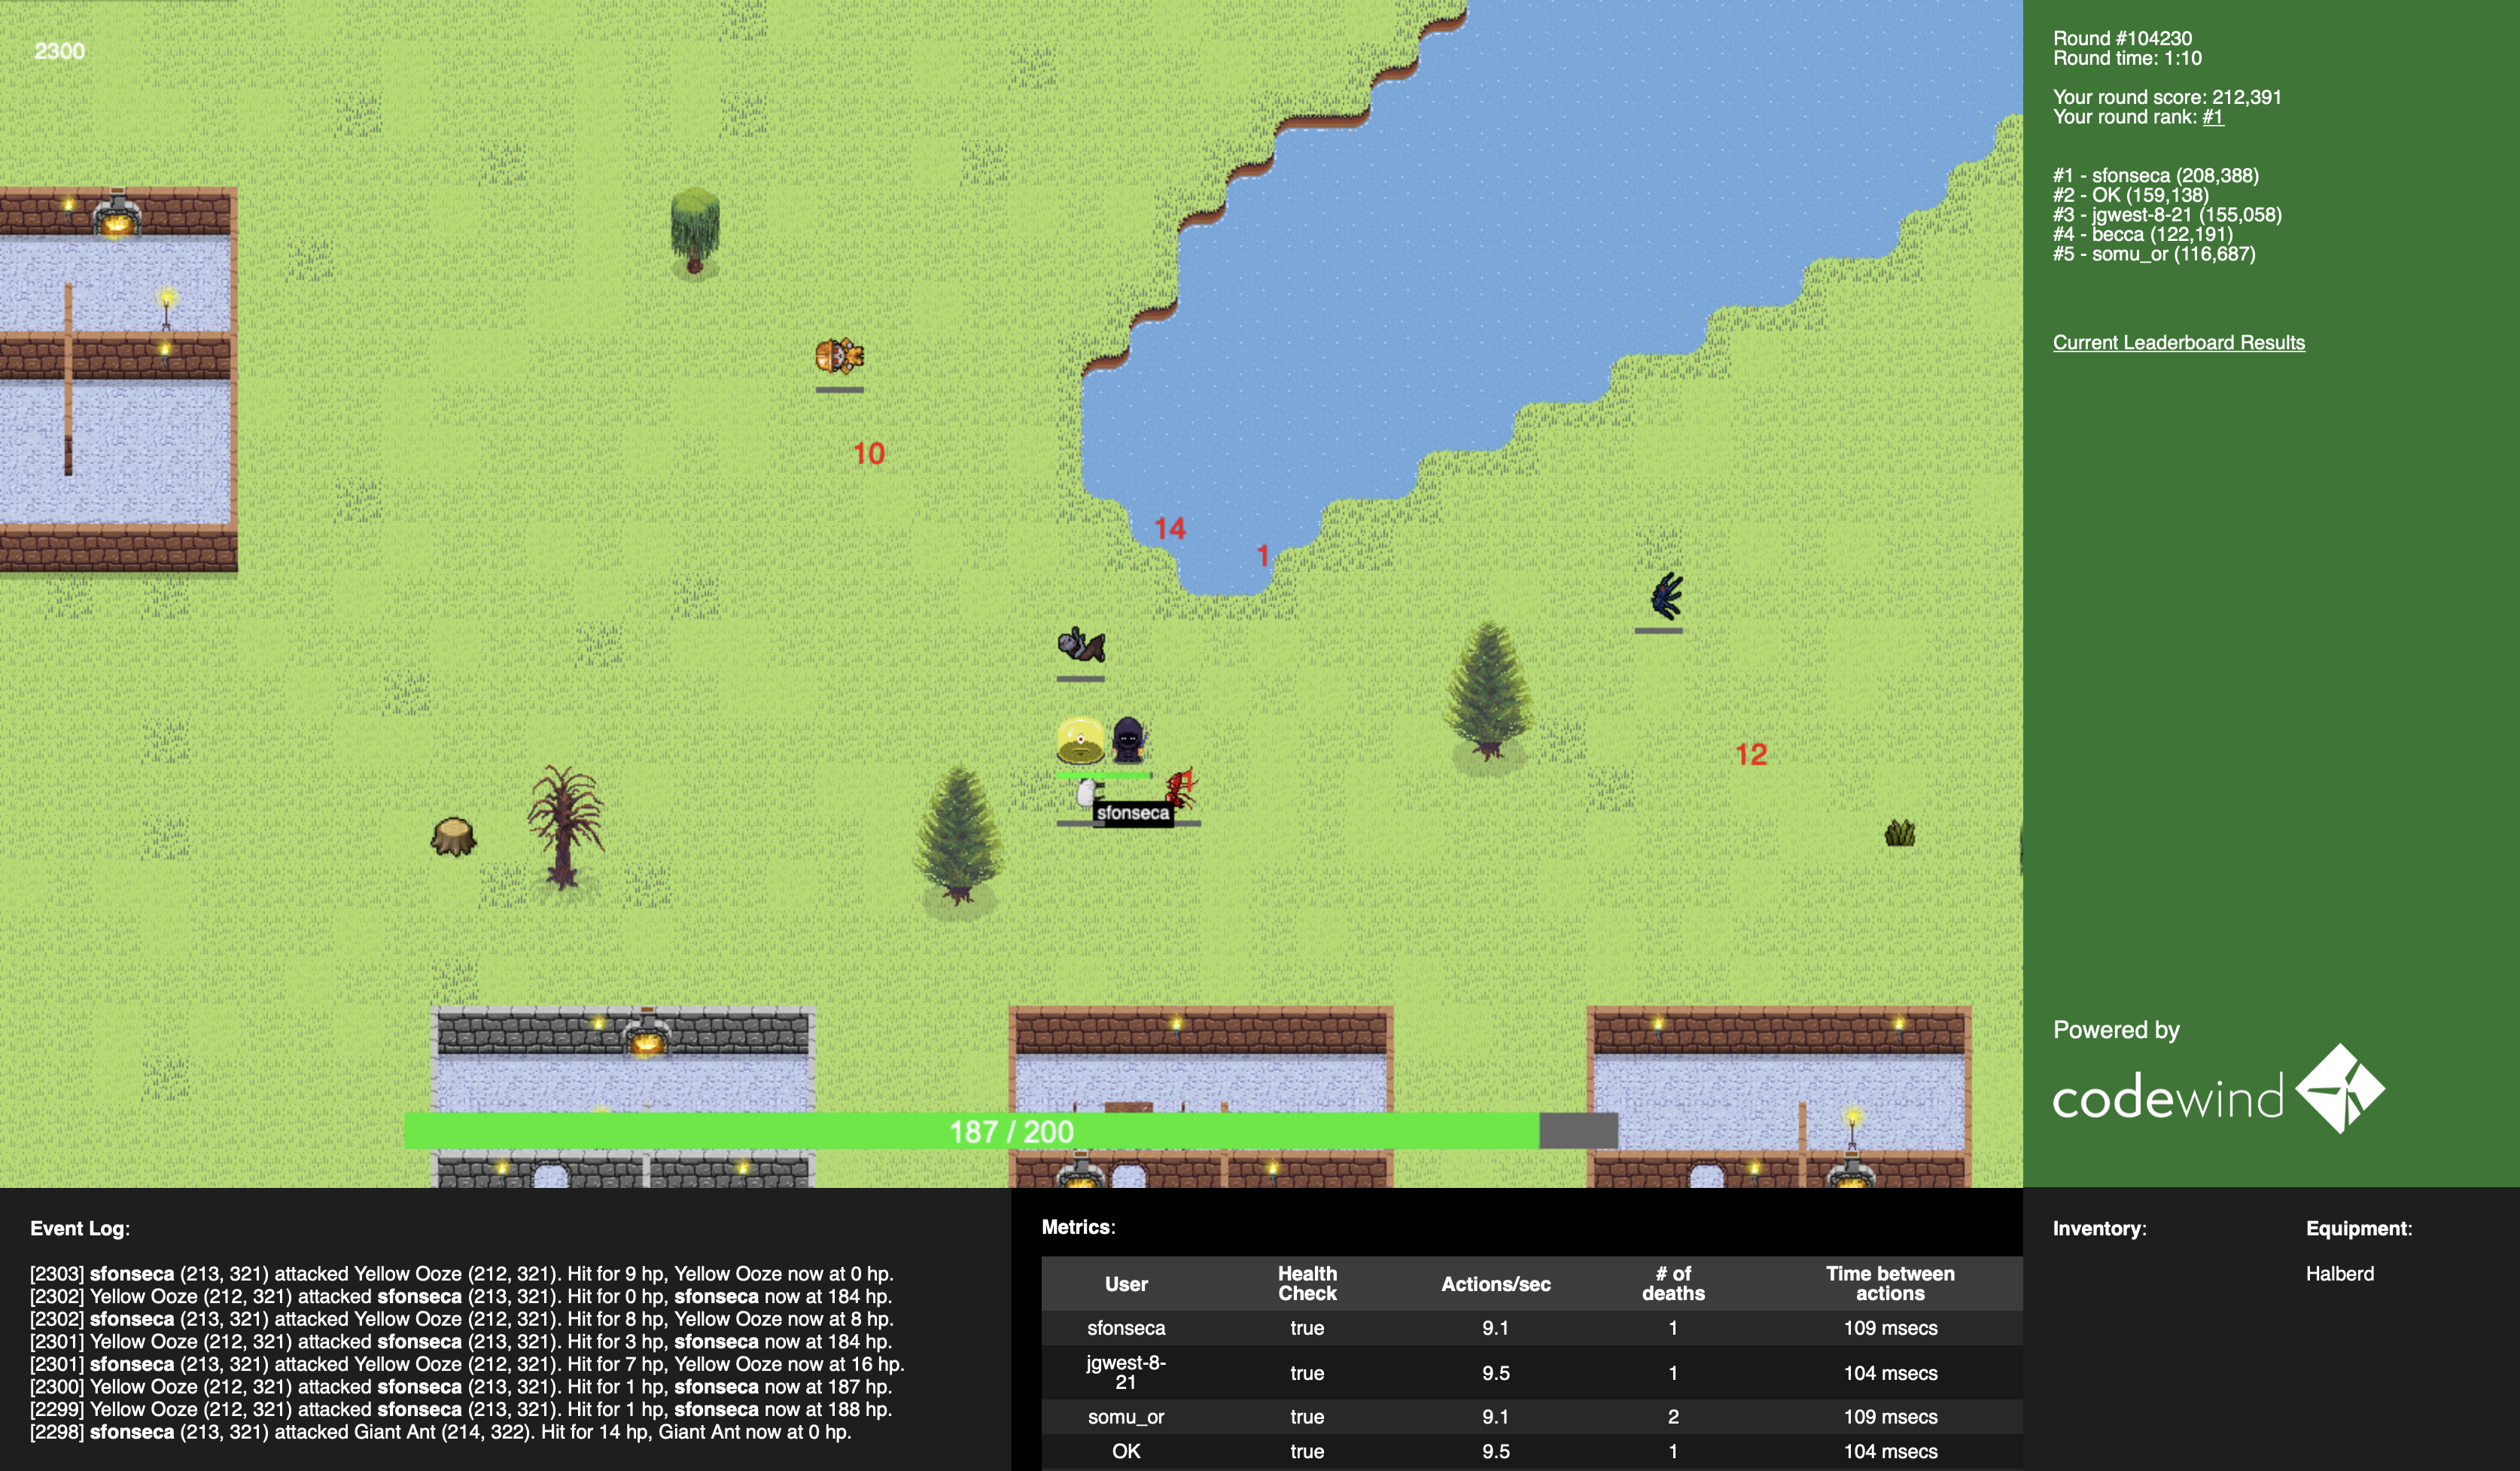 2300
10
14
1
12
1
sfonseca
187 / 200
Round #104230
Round time: 1:10
Your round score: 212,391
Your round rank: #1
#1 - sfonseca (208,388)
#2 - OK (159,138)
#3 - jgwest-8-21 (155,058)
#4 - becca (122,191)
#5 - somu_or (116,687)
Current Leaderboard Results
Powered by
codewind
Event Log:
[2303] sfonseca (213, 321) attacked Yellow Ooze (212, 321). Hit for 9 hp, Yellow Ooze now at 0 hp.
[2302] Yellow Ooze (212, 321) attacked sfonseca (213, 321). Hit for 0 hp, sfonseca now at 184 hp.
[2302] sfonseca (213, 321) attacked Yellow Ooze (212, 321). Hit for 8 hp, Yellow Ooze now at 8 hp.
[2301] Yellow Ooze (212, 321) attacked sfonseca (213, 321). Hit for 3 hp, sfonseca now at 184 hp.
[2301] sfonseca (213, 321) attacked Yellow Ooze (212, 321). Hit for 7 hp, Yellow Ooze now at 16 hp.
[2300] Yellow Ooze (212, 321) attacked sfonseca (213, 321). Hit for 1 hp, sfonseca now at 187 hp.
[2299] Yellow Ooze (212, 321) attacked sfonseca (213, 321). Hit for 1 hp, sfonseca now at 188 hp.
[2298] sfonseca (213, 321) attacked Giant Ant (214, 322). Hit for 14 hp, Giant Ant now at 0 hp.
Metrics:
User Health Check Actions/sec # of deaths Time between actions
sfonseca true 9.1 1 109 msecs
jgwest-8-21 true 9.5 1 104 msecs
somu_or true 9.1 2 109 msecs
OK true 9.5 1 104 msecs
Inventory:
Equipment:
Halberd